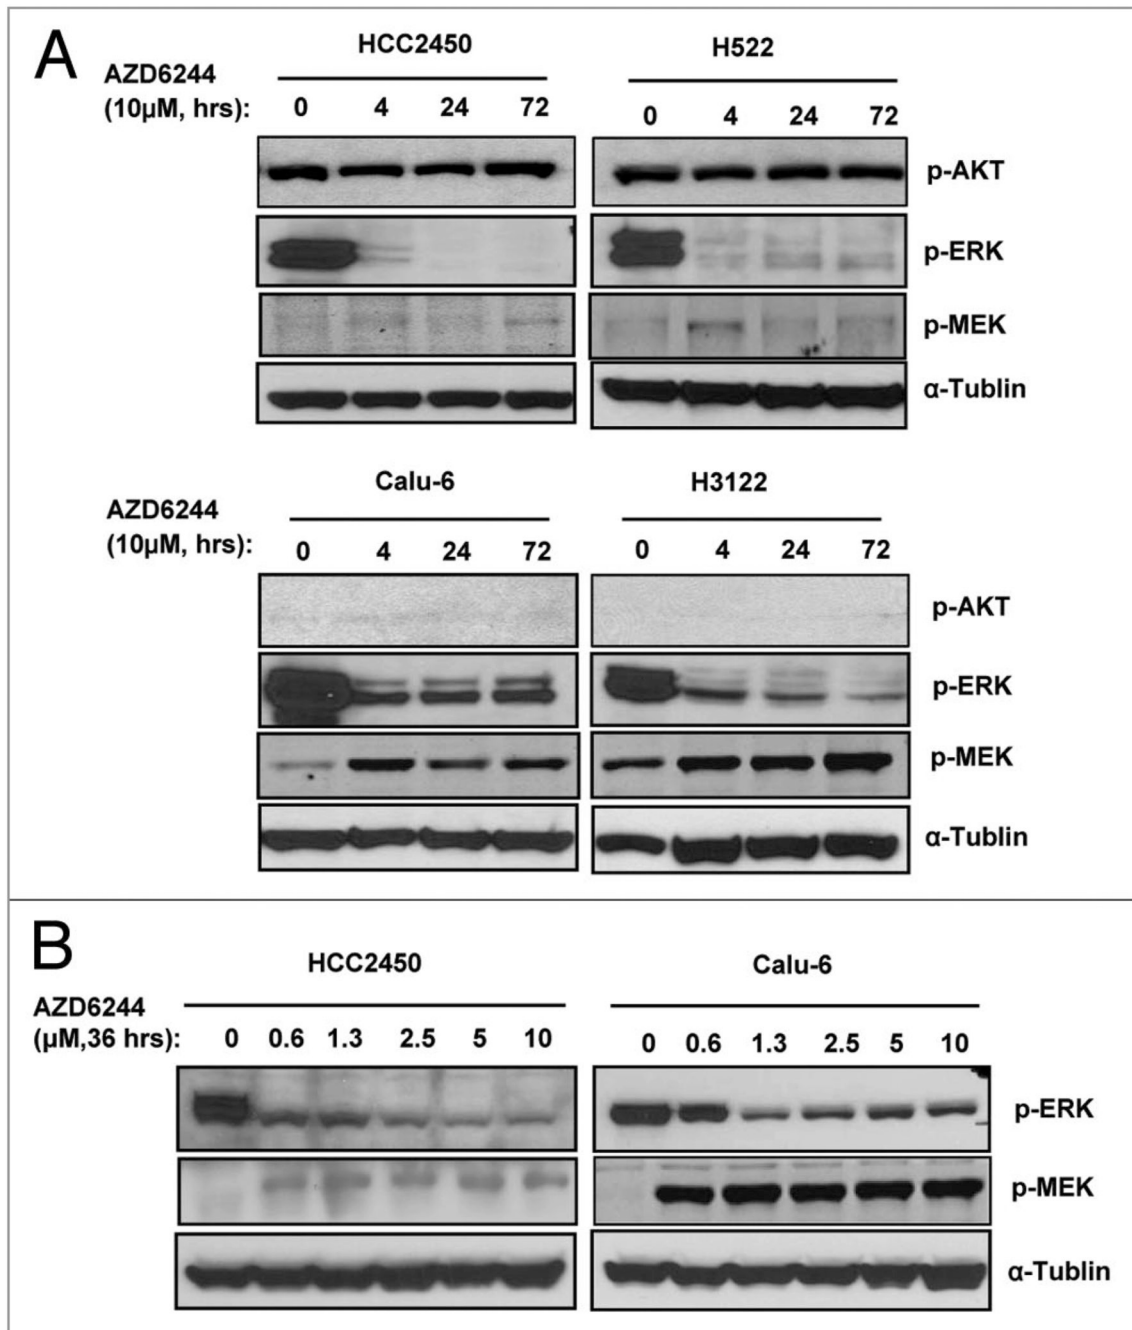 A
HCC2450
H522
AZD6244
(10µM, hrs):
0 4 24 72
0 4 24 72
p-AKT
p-ERK
p-MEK
α-Tublin
Calu-6
H3122
AZD6244
(10µM, hrs):
0 4 24 72
0 4 24 72
p-AKT
p-ERK
p-MEK
α-Tublin
B
HCC2450
Calu-6
AZD6244
(µM,36 hrs):
0 0.6 1.3 2.5 5 10
0 0.6 1.3 2.5 5 10
p-ERK
p-MEK
α-Tublin